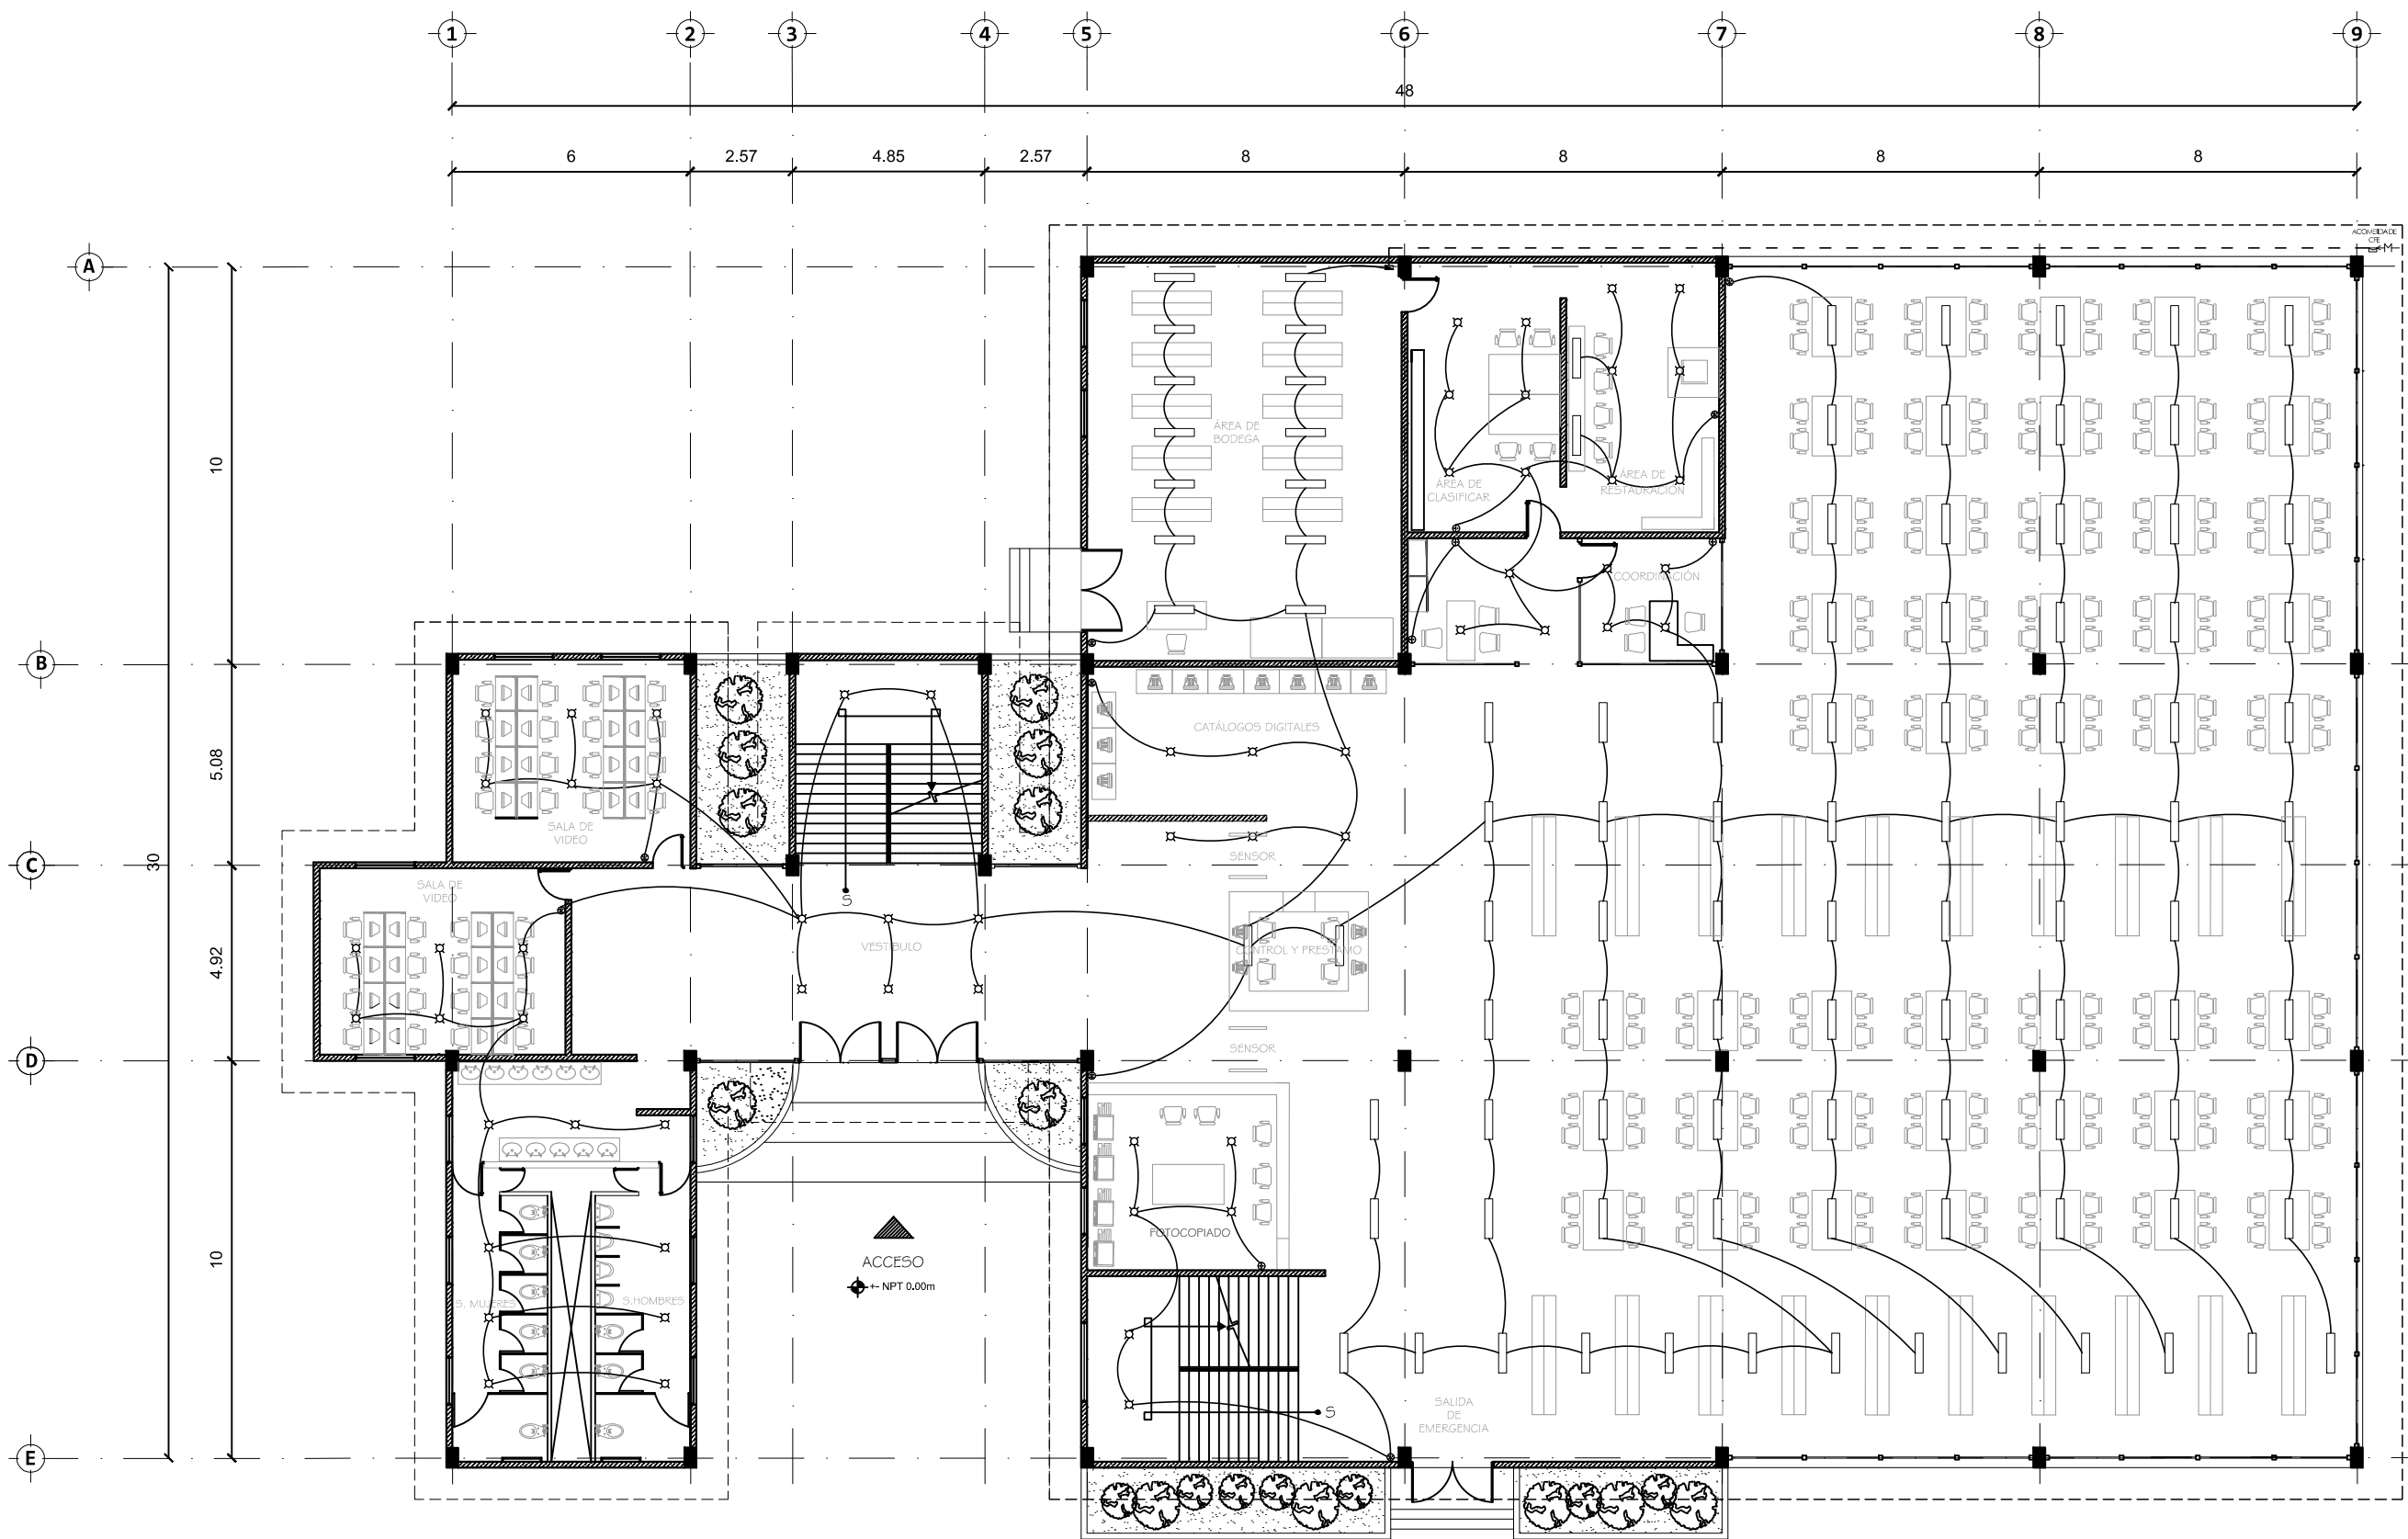 1 2 3 4 5 6 7 8 9
48
6 2.57 4.85 2.57 8 8 8 8
ACOMETIDA DE
CFE
M
A
10
ÁREA DE
BODEGA
ÁREA DE
CLASIFICAR
ÁREA DE
RESTAURACIÓN
COORDINACIÓN
B
CATÁLOGOS DIGITALES
5.08
SALA DE
VIDEO
30
C
SENSOR
SALA DE
VIDEO
S
VESTIBULO
CONTROL Y PRESTAMO
4.92
SENSOR
D
FOTOCOPIADO
ACCESO
+- NPT 0.00m
10
S. MUJERES
S.HOMBRES
S
SALIDA
DE
EMERGENCIA
E